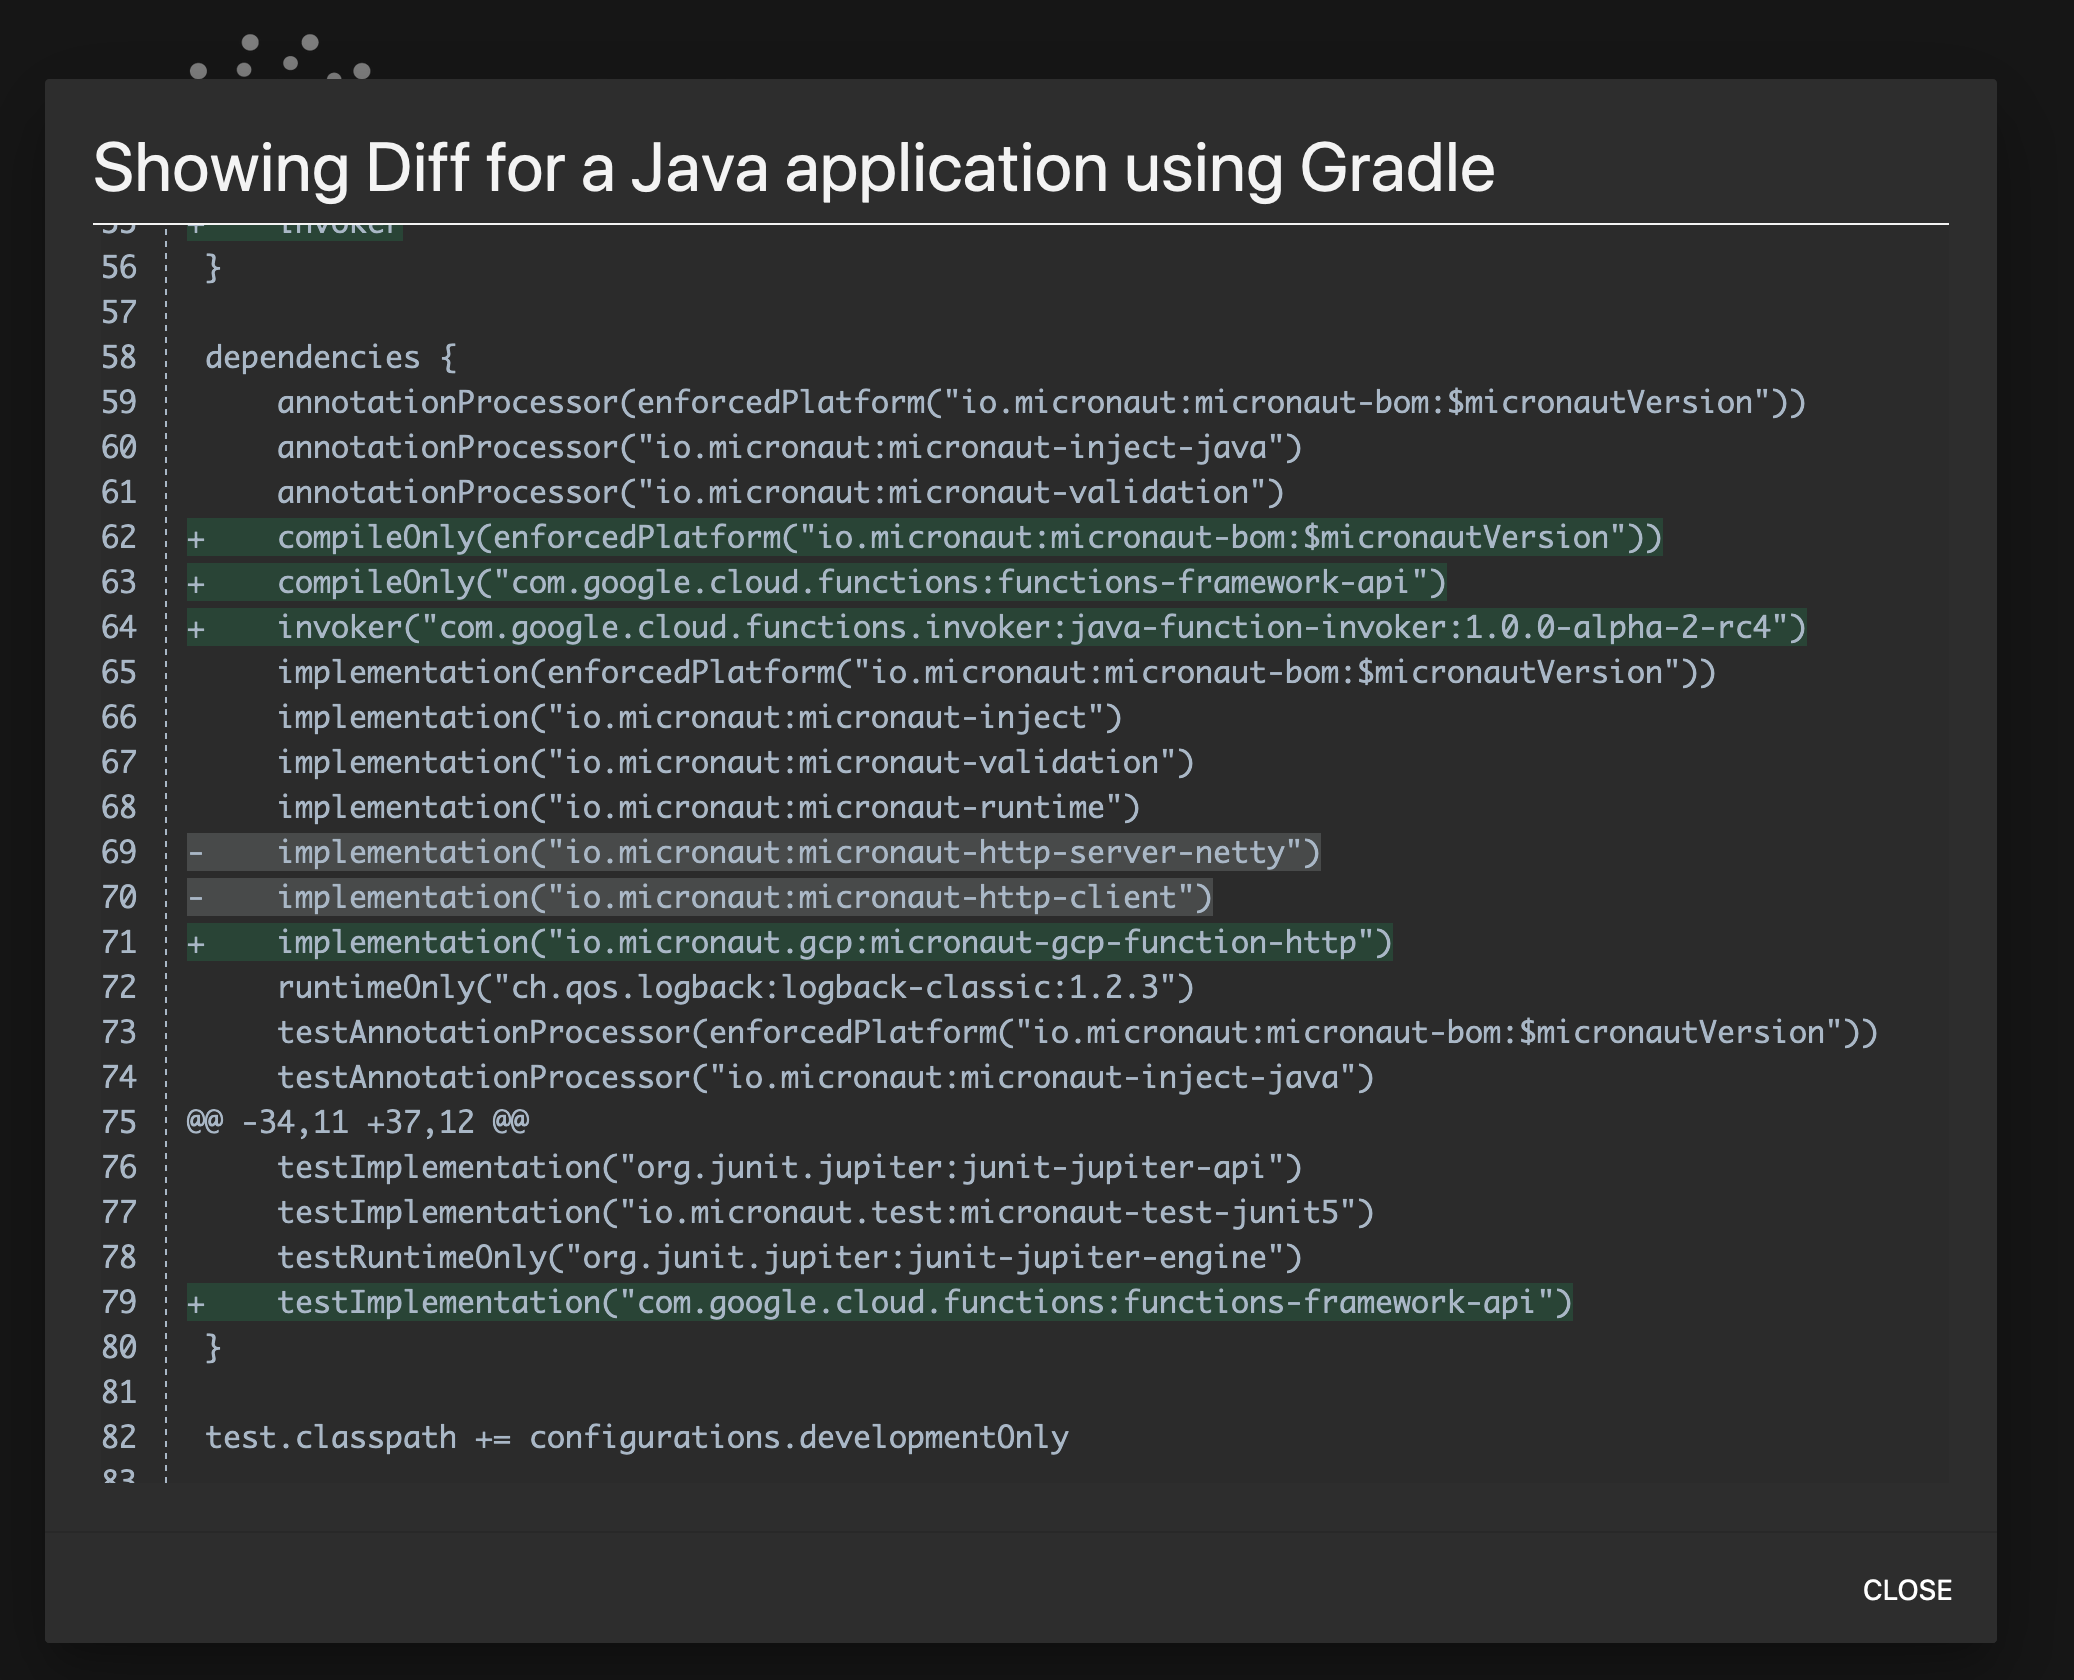 Showing Diff for a Java application using Gradle
55 +    invoker
56  }
57
58  dependencies {
59      annotationProcessor(enforcedPlatform("io.micronaut:micronaut-bom:$micronautVersion"))
60      annotationProcessor("io.micronaut:micronaut-inject-java")
61      annotationProcessor("io.micronaut:micronaut-validation")
62 +    compileOnly(enforcedPlatform("io.micronaut:micronaut-bom:$micronautVersion"))
63 +    compileOnly("com.google.cloud.functions:functions-framework-api")
64 +    invoker("com.google.cloud.functions.invoker:java-function-invoker:1.0.0-alpha-2-rc4")
65      implementation(enforcedPlatform("io.micronaut:micronaut-bom:$micronautVersion"))
66      implementation("io.micronaut:micronaut-inject")
67      implementation("io.micronaut:micronaut-validation")
68      implementation("io.micronaut:micronaut-runtime")
69 -    implementation("io.micronaut:micronaut-http-server-netty")
70 -    implementation("io.micronaut:micronaut-http-client")
71 +    implementation("io.micronaut.gcp:micronaut-gcp-function-http")
72      runtimeOnly("ch.qos.logback:logback-classic:1.2.3")
73      testAnnotationProcessor(enforcedPlatform("io.micronaut:micronaut-bom:$micronautVersion"))
74      testAnnotationProcessor("io.micronaut:micronaut-inject-java")
75 @@ -34,11 +37,12 @@
76      testImplementation("org.junit.jupiter:junit-jupiter-api")
77      testImplementation("io.micronaut.test:micronaut-test-junit5")
78      testRuntimeOnly("org.junit.jupiter:junit-jupiter-engine")
79 +    testImplementation("com.google.cloud.functions:functions-framework-api")
80  }
81
82  test.classpath += configurations.developmentOnly
83
CLOSE